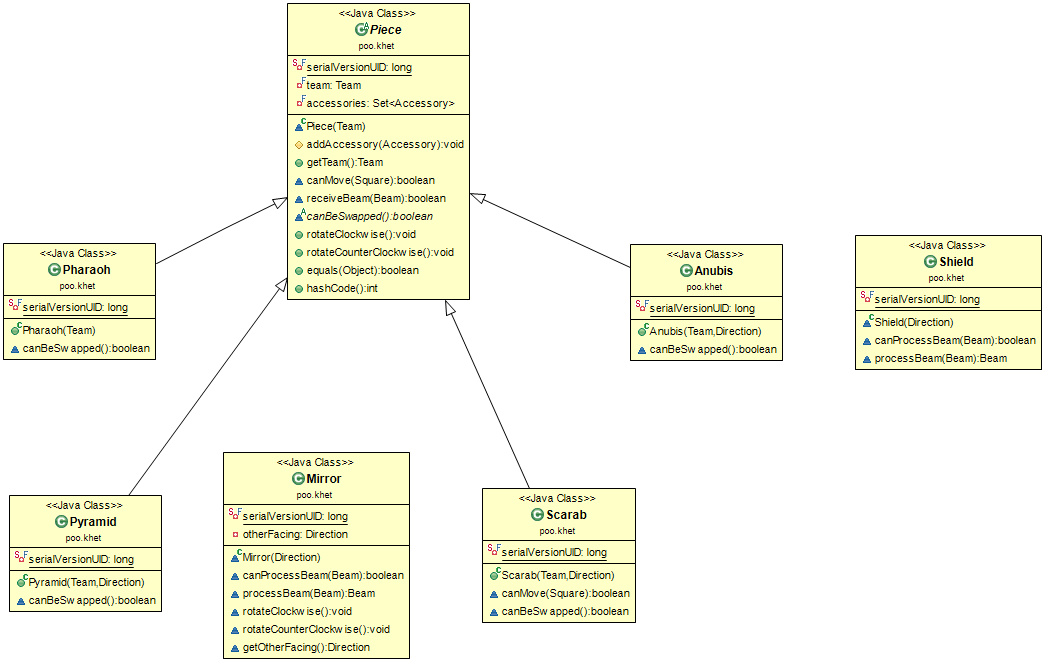 <<Java Class>>
Piece
poo.khet
serialVersionUID: long
team: Team
accessories: Set<Accessory>
Piece(Team)
addAccessory(Accessory):void
getTeam():Team
canMove(Square):boolean
receiveBeam(Beam):boolean
canBeSwapped():boolean
rotateClockwise():void
rotateCounterClockwise():void
equals(Object):boolean
hashCode():int
<<Java Class>>
Pharaoh
poo.khet
serialVersionUID: long
Pharaoh(Team)
canBeSwapped():boolean
<<Java Class>>
Anubis
poo.khet
serialVersionUID: long
Anubis(Team,Direction)
canBeSwapped():boolean
<<Java Class>>
Shield
poo.khet
serialVersionUID: long
Shield(Direction)
canProcessBeam(Beam):boolean
processBeam(Beam):Beam
<<Java Class>>
Pyramid
poo.khet
serialVersionUID: long
Pyramid(Team,Direction)
canBeSwapped():boolean
<<Java Class>>
Mirror
poo.khet
serialVersionUID: long
otherFacing: Direction
Mirror(Direction)
canProcessBeam(Beam):boolean
processBeam(Beam):Beam
rotateClockwise():void
rotateCounterClockwise():void
getOtherFacing():Direction
<<Java Class>>
Scarab
poo.khet
serialVersionUID: long
Scarab(Team,Direction)
canMove(Square):boolean
canBeSwapped():boolean